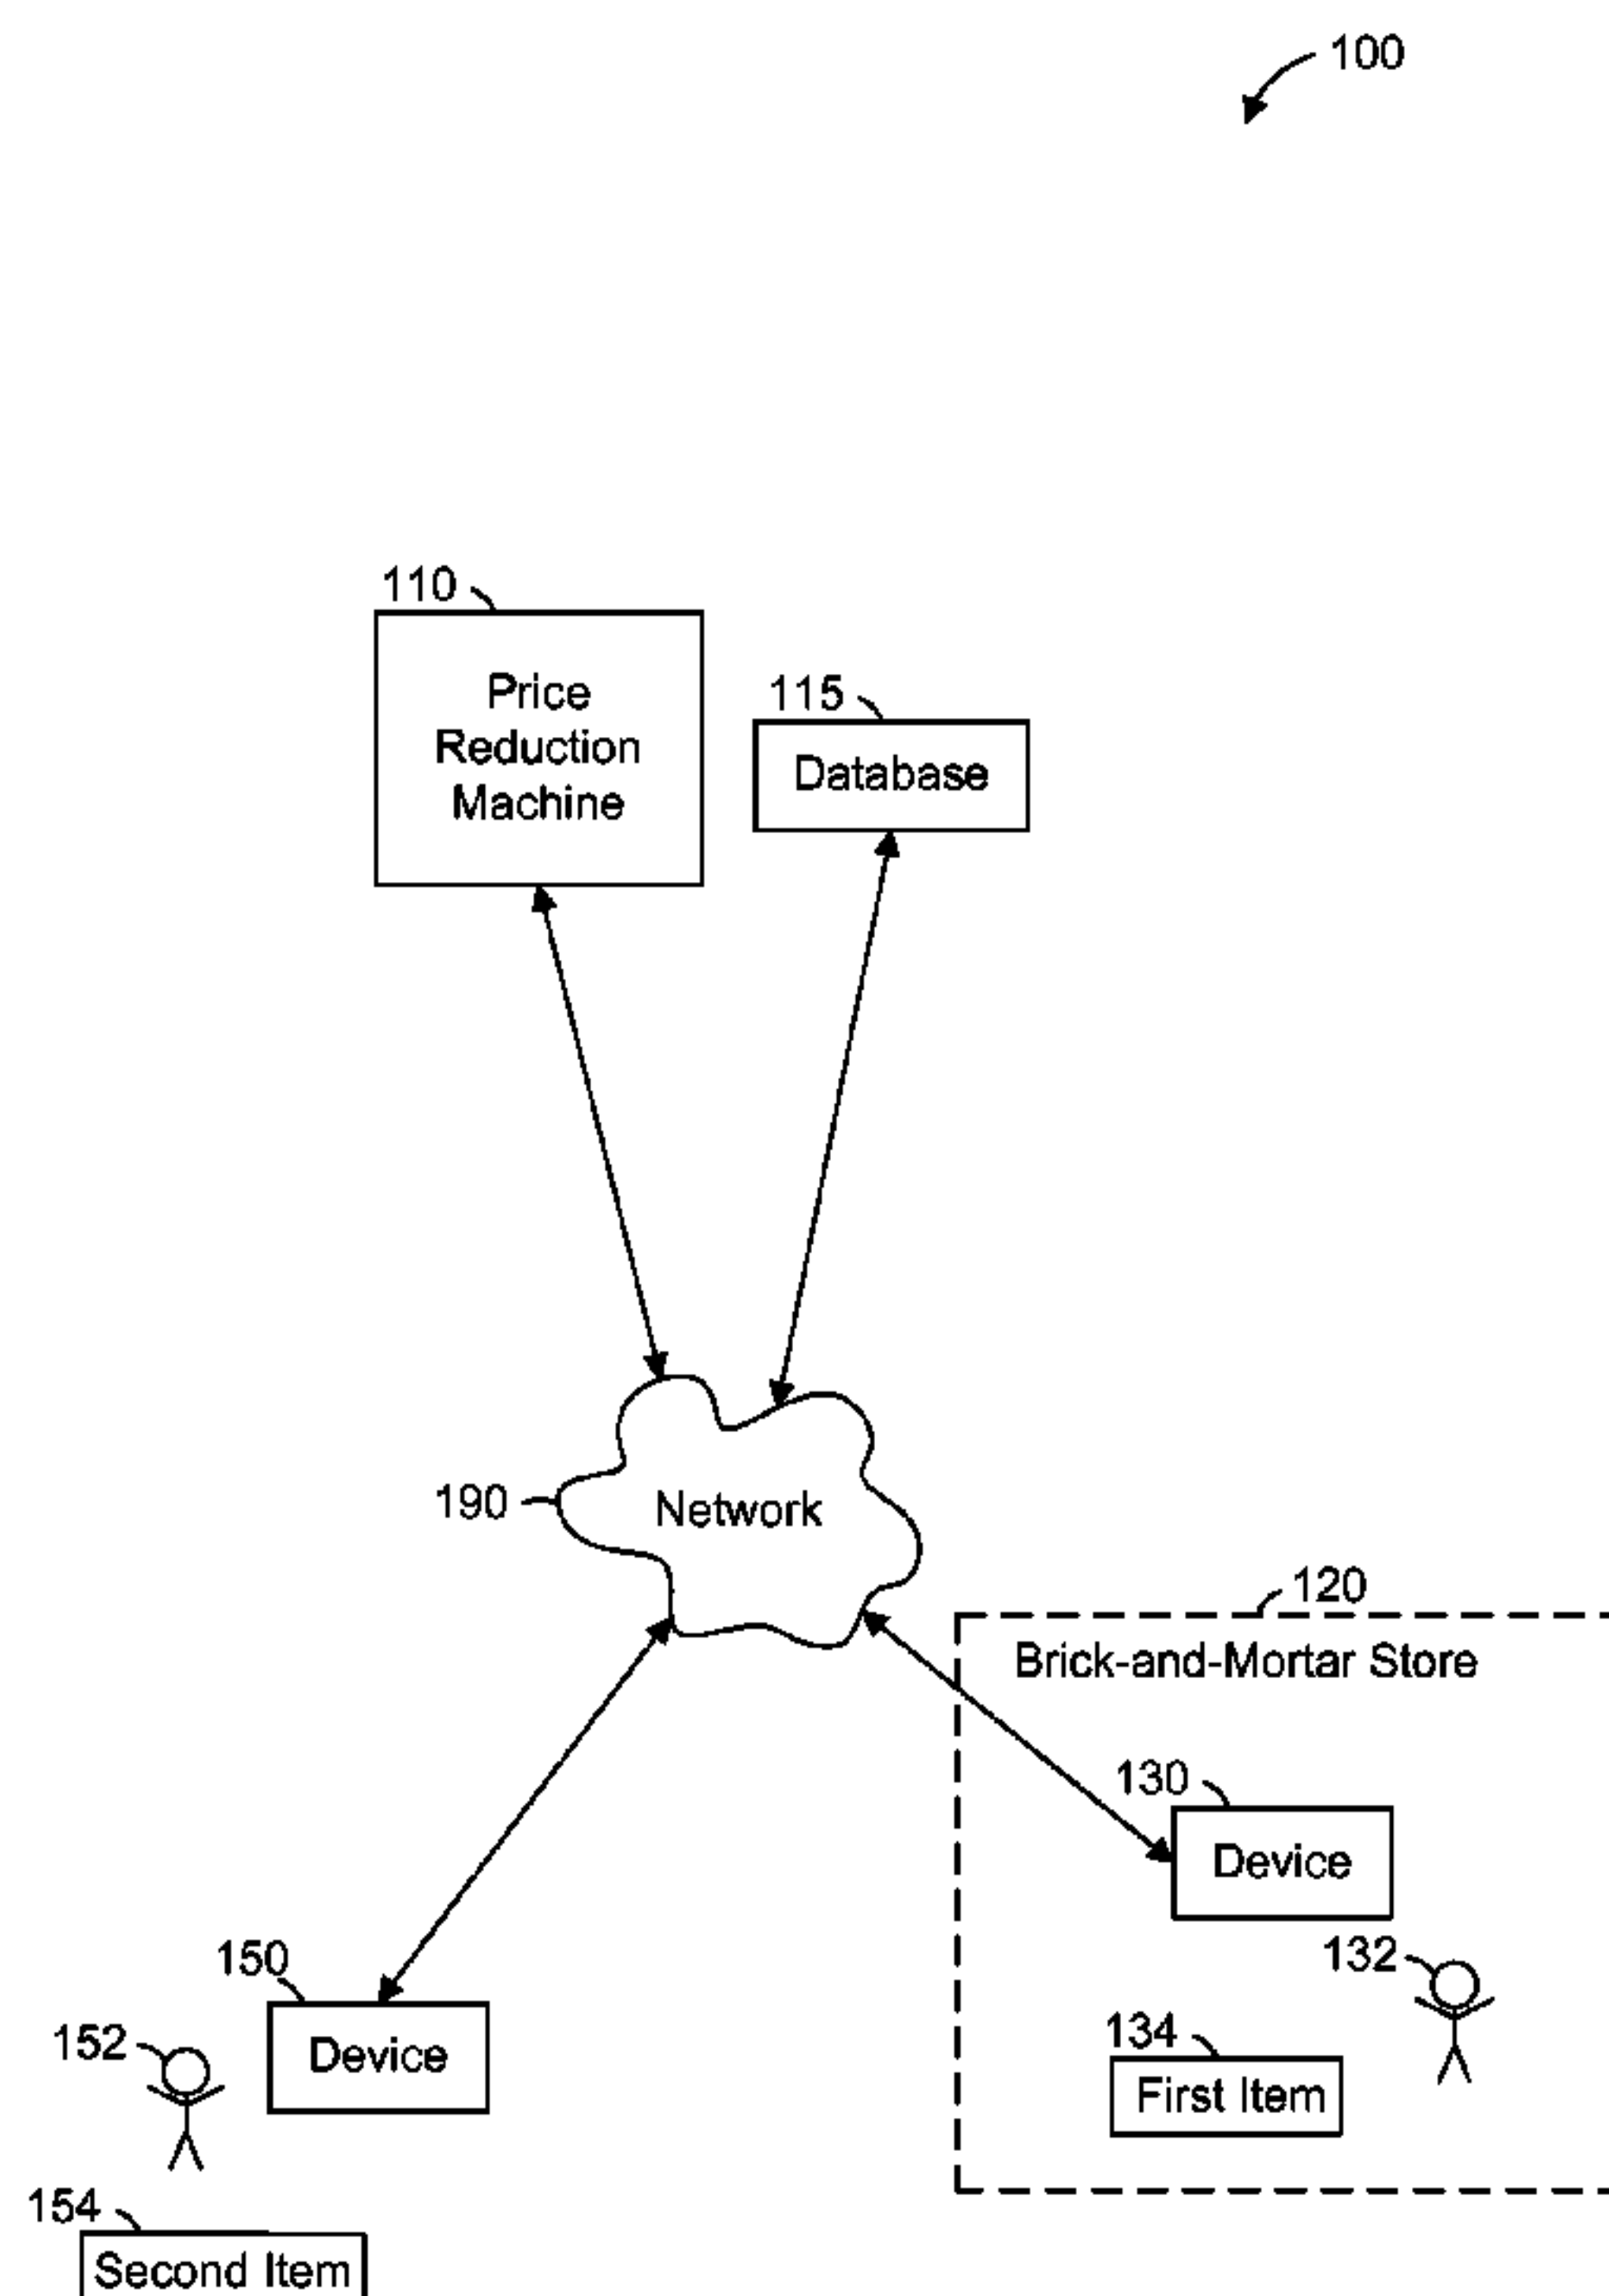 100
110
Price
Reduction
Machine
115
Database
190
Network
120
Brick-and-Mortar Store
130
Device
132
134
First Item
150
Device
152
154
Second Item